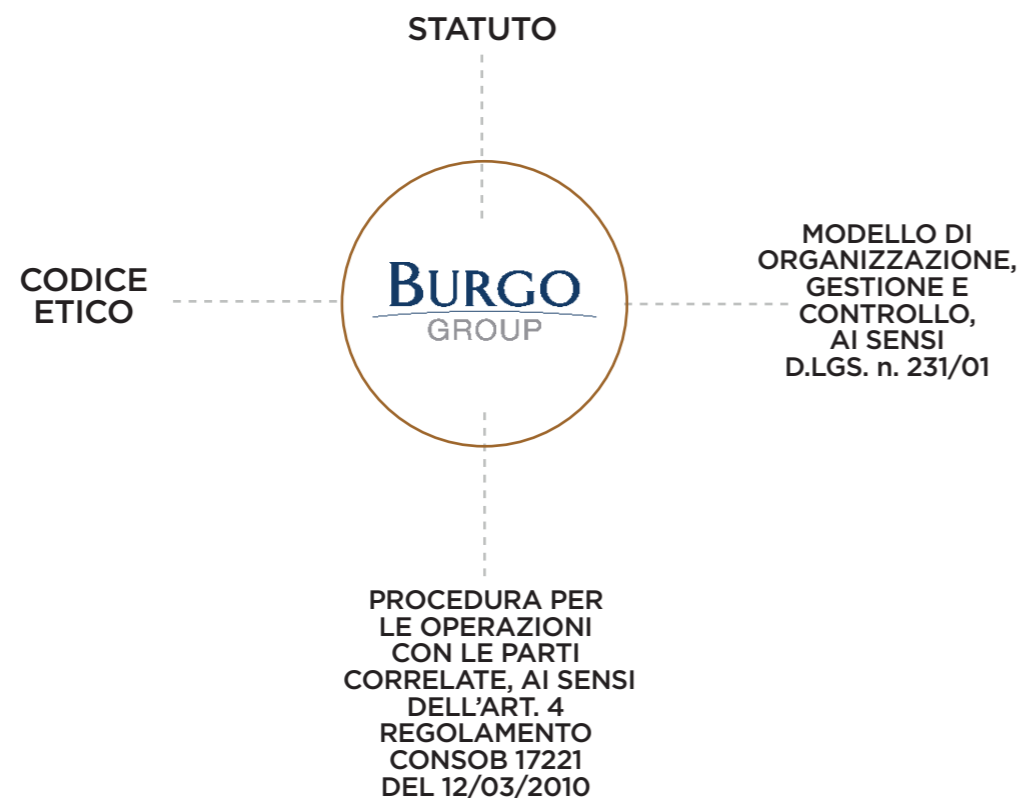 STATUTO
CODICE
ETICO
BURGO
GROUP
MODELLO DI
ORGANIZZAZIONE,
GESTIONE E
CONTROLLO,
AI SENSI
D.LGS. n. 231/01
PROCEDURA PER
LE OPERAZIONI
CON LE PARTI
CORRELATE, AI SENSI
DELL’ART. 4
REGOLAMENTO
CONSOB 17221
DEL 12/03/2010